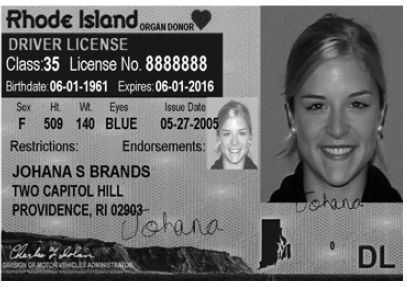 Rhode Island ORGAN DONOR
DRIVER LICENSE
Class:35 License No. 8888888
Birthdate: 06-01-1961 Expires: 06-01-2016
Sex Ht. Wt. Eyes Issue Date
F 509 140 BLUE 05-27-2005
Restrictions: Endorsements:
JOHANA S BRANDS
TWO CAPITOL HILL
PROVIDENCE, RI 02903
Johana
Johana
Charles F. Dolan
DIVISION OF MOTOR VEHICLES ADMINISTRATOR
DL